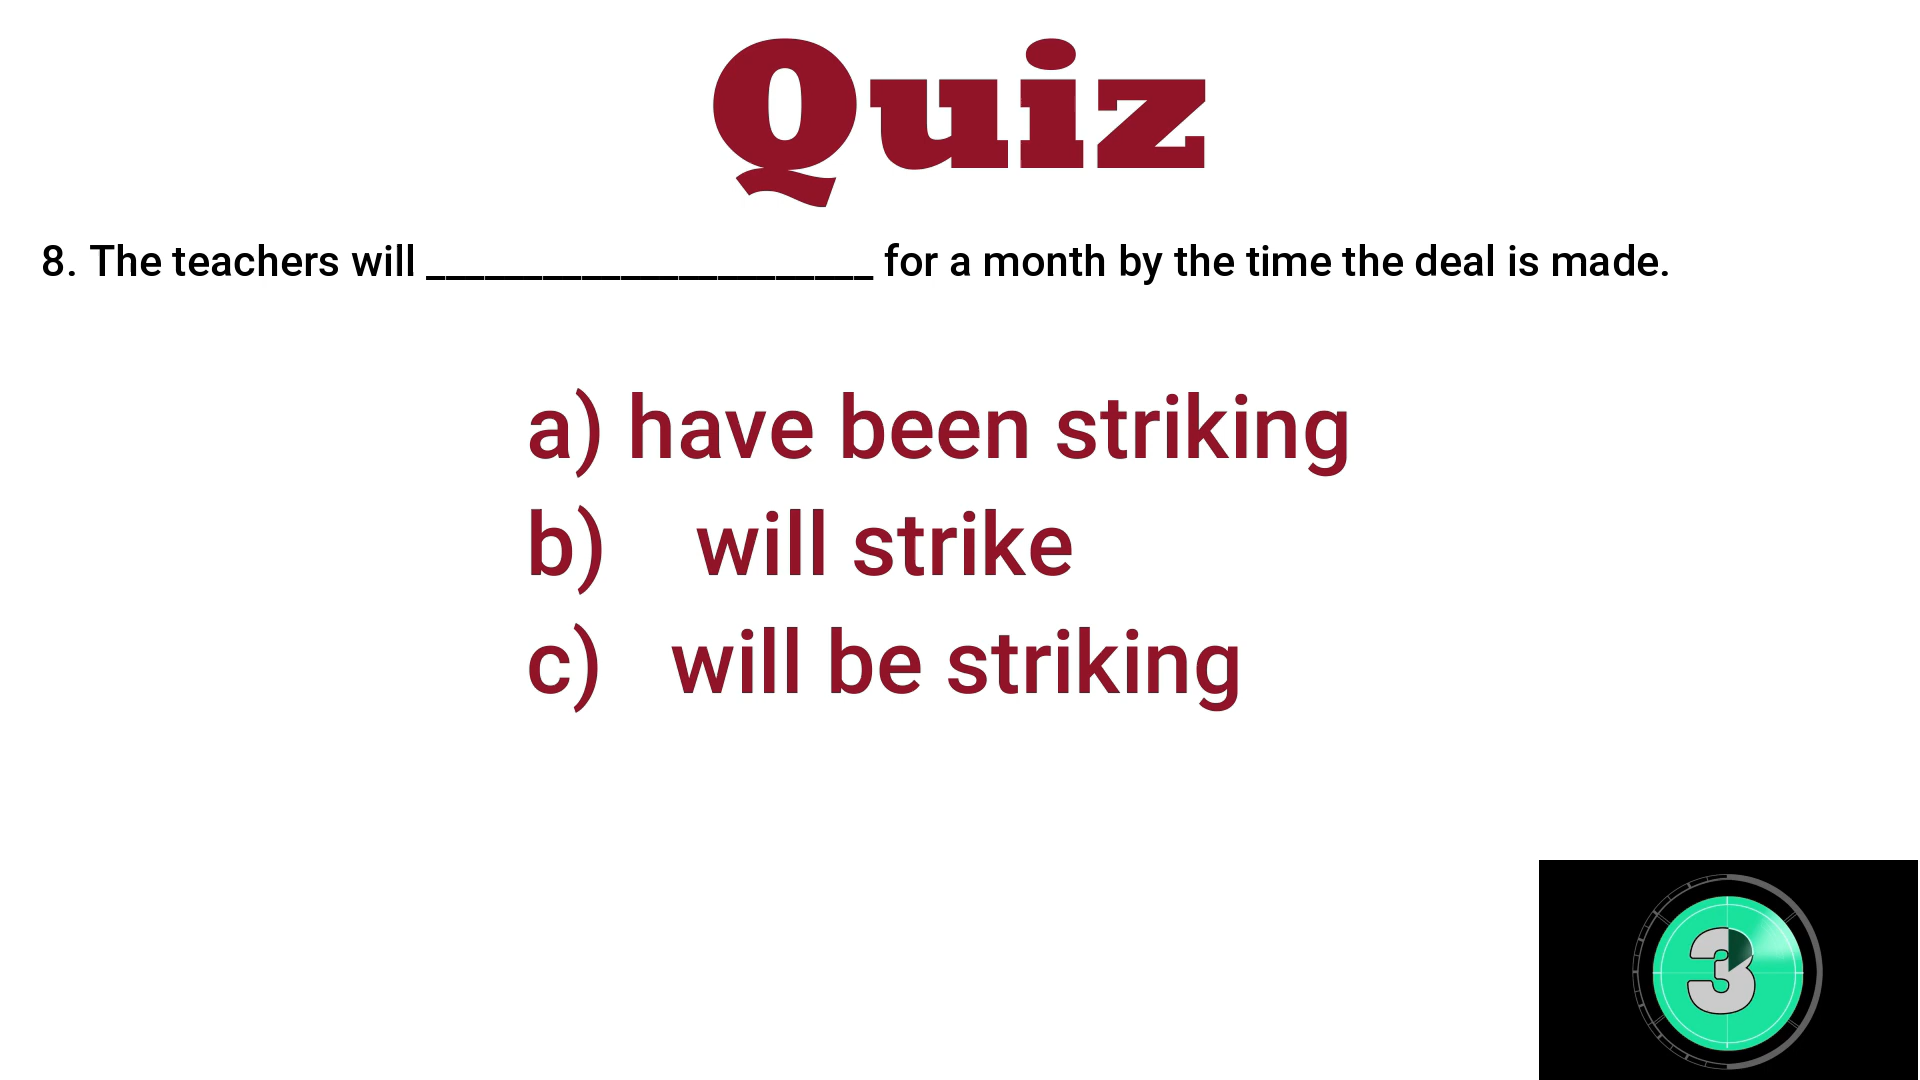 Quiz
8. The teachers will _______________________ for a month by the time the deal is made.
a) have been striking
b) will strike
c) will be striking
3